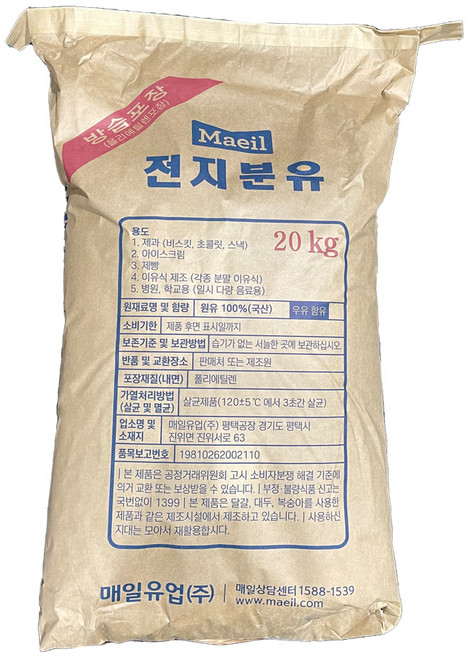 방습포장
(폴리에틸렌포장)
Maeil
전지분유
용도
1. 제과 (비스킷, 초콜릿, 스낵)
2. 아이스크림
3. 제빵
4. 이유식 제조 (각종 분말 이유식)
5. 병원, 학교용 (일시 다량 음료용)
20 kg
원재료명 및 함량 원유 100%(국산) 우유 함유
소비기한 제품 후면 표시일까지
보존기준 및 보관방법 습기가 없는 서늘한 곳에 보관하십시오.
반품 및 교환장소 판매처 또는 제조원
포장재질(내면) 폴리에틸렌
가열처리방법
(살균 및 멸균) 살균제품(120±5℃에서 3초간 살균)
업소명 및
소재지
매일유업(주) 평택공장 경기도 평택시
진위면 진위서로 63
품목보고번호 19810262002110
| 본 제품은 공정거래위원회 고시 소비자분쟁 해결 기준에
의거 교환 또는 보상받을 수 있습니다. | 부정·불량식품 신고는
국번없이 1399 | 본 제품은 달걀, 대두, 복숭아를 사용한
제품과 같은 제조시설에서 제조하고 있습니다. | 사용하신
지대는 모아서 재활용합시다.
매일유업(주) | 매일상담센터 1588-1539
www.maeil.com